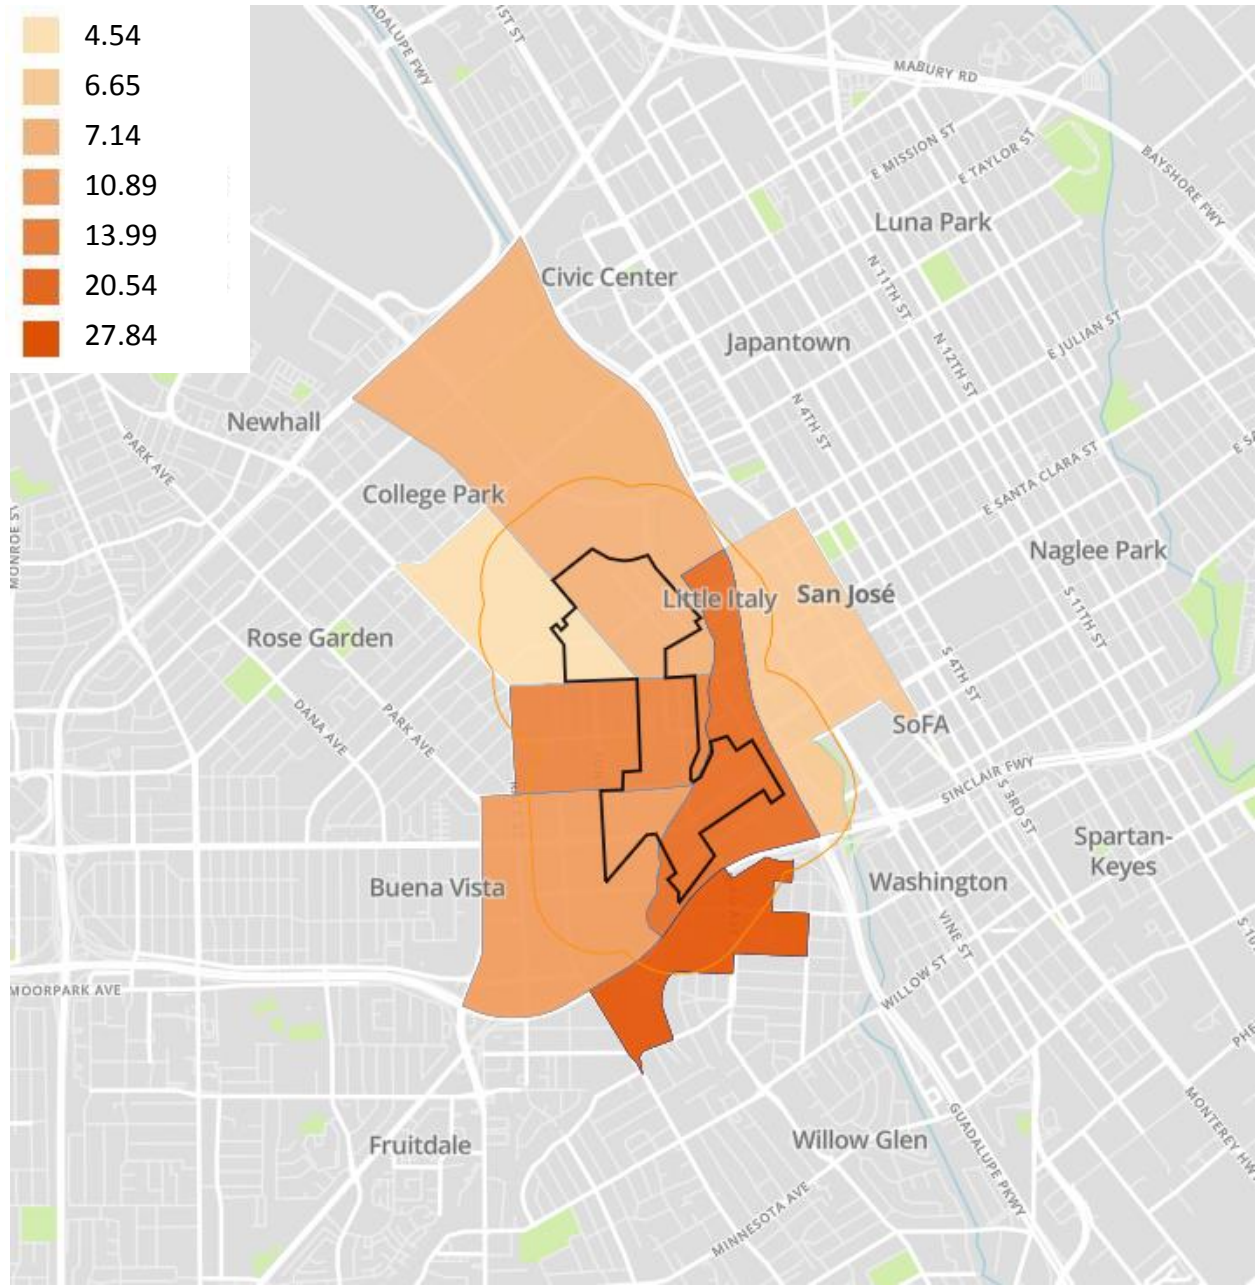 4.54
6.65
7.14
10.89
13.99
20.54
27.84
1ST ST
MABURY RD
E MISSION ST
E TAYLOR ST
BAYSHORE FWY
Luna Park
Civic Center
N 11TH ST
Japantown
E JULIAN ST
N 12TH ST
Newhall
N 4TH ST
PARK AVE
College Park
E SANTA CLARA ST
MONROE ST
Naglee Park
Little Italy
San José
S 11TH ST
Rose Garden
S 4TH ST
DANA AVE
PARK AVE
SoFA
SINCLAIR FWY
S 3RD ST
Spartan-
Keyes
Buena Vista
Washington
VINE ST
WILLOW ST
MOORPARK AVE
MONTEREY HW
Fruitdale
Willow Glen
GUADALUPE PKWY
MINNESOTA AVE